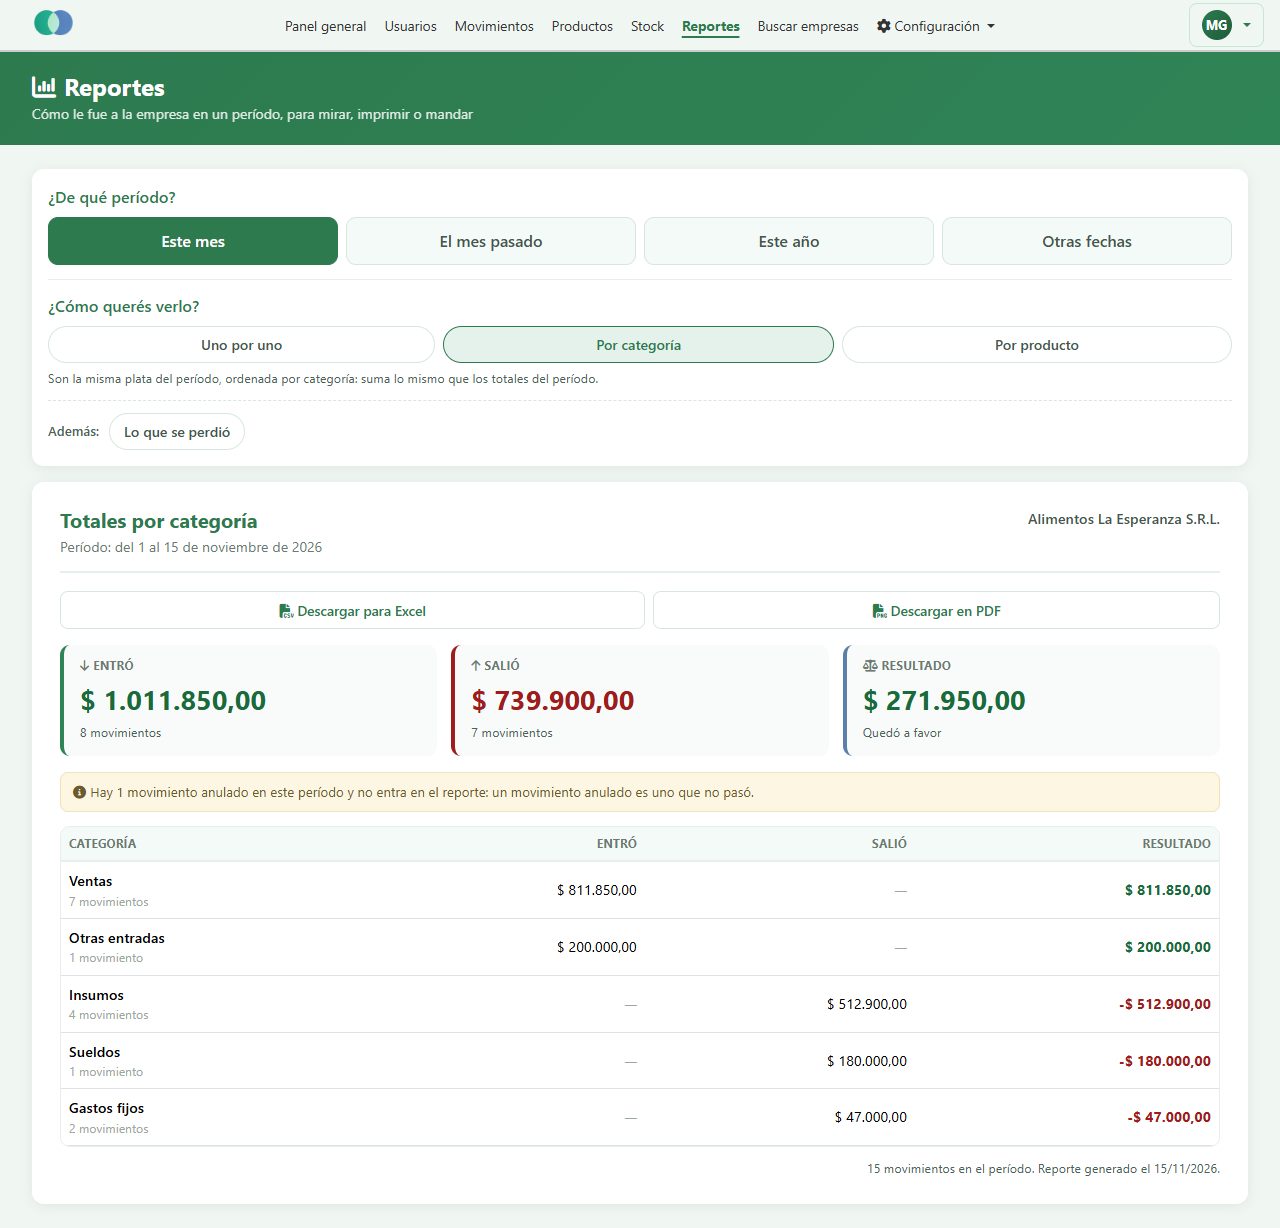 Panel general
Usuarios
Movimientos
Productos
Stock
Reportes
Buscar empresas
Configuración
MG
Reportes
Cómo le fue a la empresa en un período, para mirar, imprimir o mandar
¿De qué período?
Este mes
El mes pasado
Este año
Otras fechas
¿Cómo querés verlo?
Uno por uno
Por categoría
Por producto
Son la misma plata del período, ordenada por categoría: suma lo mismo que los totales del período.
Además:
Lo que se perdió
Totales por categoría
Alimentos La Esperanza S.R.L.
Período: del 1 al 15 de noviembre de 2026
Descargar para Excel
Descargar en PDF
ENTRÓ
$ 1.011.850,00
8 movimientos
SALIÓ
$ 739.900,00
7 movimientos
RESULTADO
$ 271.950,00
Quedó a favor
Hay 1 movimiento anulado en este período y no entra en el reporte: un movimiento anulado es uno que no pasó.
CATEGORÍA ENTRÓ SALIÓ RESULTADO
Ventas
7 movimientos
$ 811.850,00 — $ 811.850,00
Otras entradas
1 movimiento
$ 200.000,00 — $ 200.000,00
Insumos
4 movimientos
— $ 512.900,00 -$ 512.900,00
Sueldos
1 movimiento
— $ 180.000,00 -$ 180.000,00
Gastos fijos
2 movimientos
— $ 47.000,00 -$ 47.000,00
15 movimientos en el período. Reporte generado el 15/11/2026.